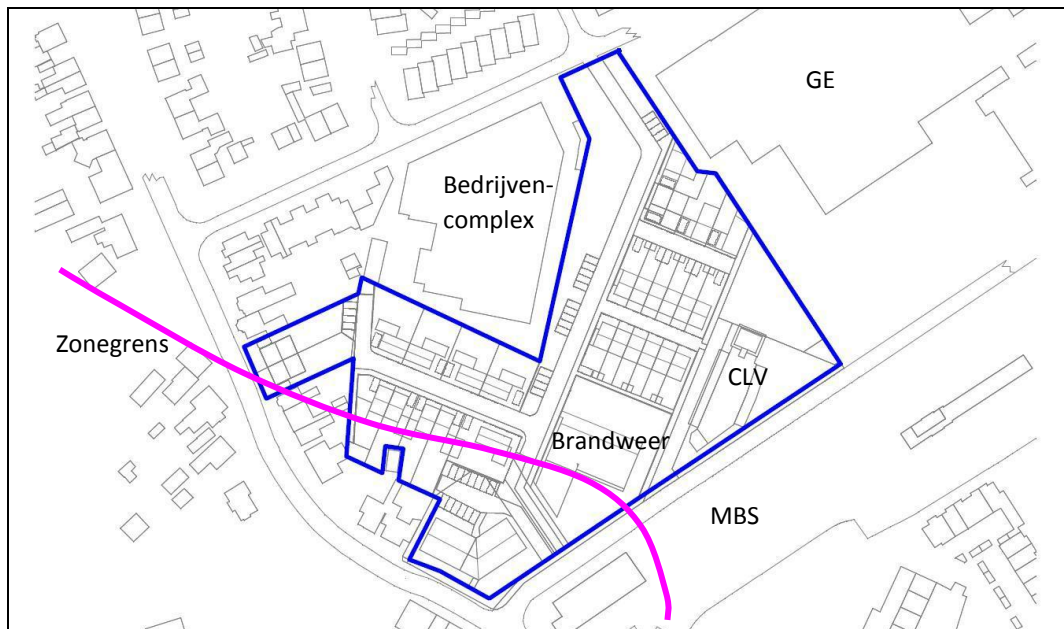 GE
Bedrijven-
complex
Zonegrens
CLV
Brandweer
MBS